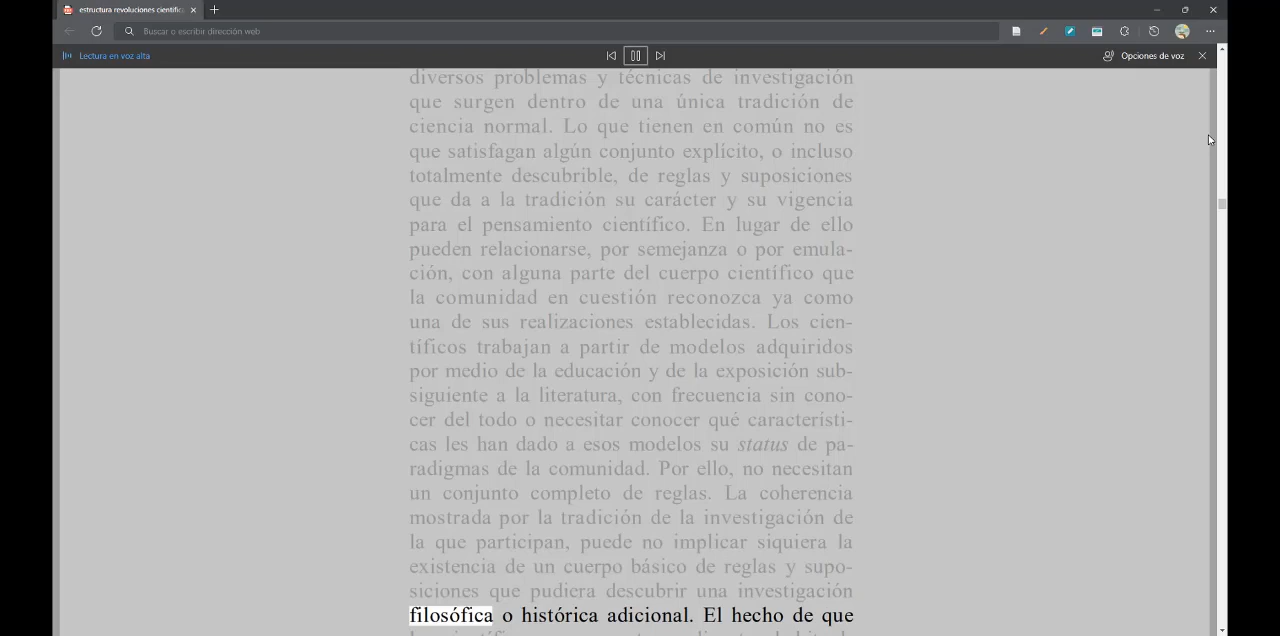 estructura revoluciones científica
Buscar o escribir dirección web
Lectura en voz alta
Opciones de voz
diversos problemas y técnicas de investigación
que surgen dentro de una única tradición de
ciencia normal. Lo que tienen en común no es
que satisfagan algún conjunto explícito, o incluso
totalmente descubrible, de reglas y suposiciones
que da a la tradición su carácter y su vigencia
para el pensamiento científico. En lugar de ello
pueden relacionarse, por semejanza o por emula-
ción, con alguna parte del cuerpo científico que
la comunidad en cuestión reconozca ya como
una de sus realizaciones establecidas. Los cien-
tíficos trabajan a partir de modelos adquiridos
por medio de la educación y de la exposición sub-
siguiente a la literatura, con frecuencia sin cono-
cer del todo o necesitar conocer qué característi-
cas les han dado a esos modelos su status de pa-
radigmas de la comunidad. Por ello, no necesitan
un conjunto completo de reglas. La coherencia
mostrada por la tradición de la investigación de
la que participan, puede no implicar siquiera la
existencia de un cuerpo básico de reglas y supo-
siciones que pudiera descubrir una investigación
filosófica o histórica adicional. El hecho de que